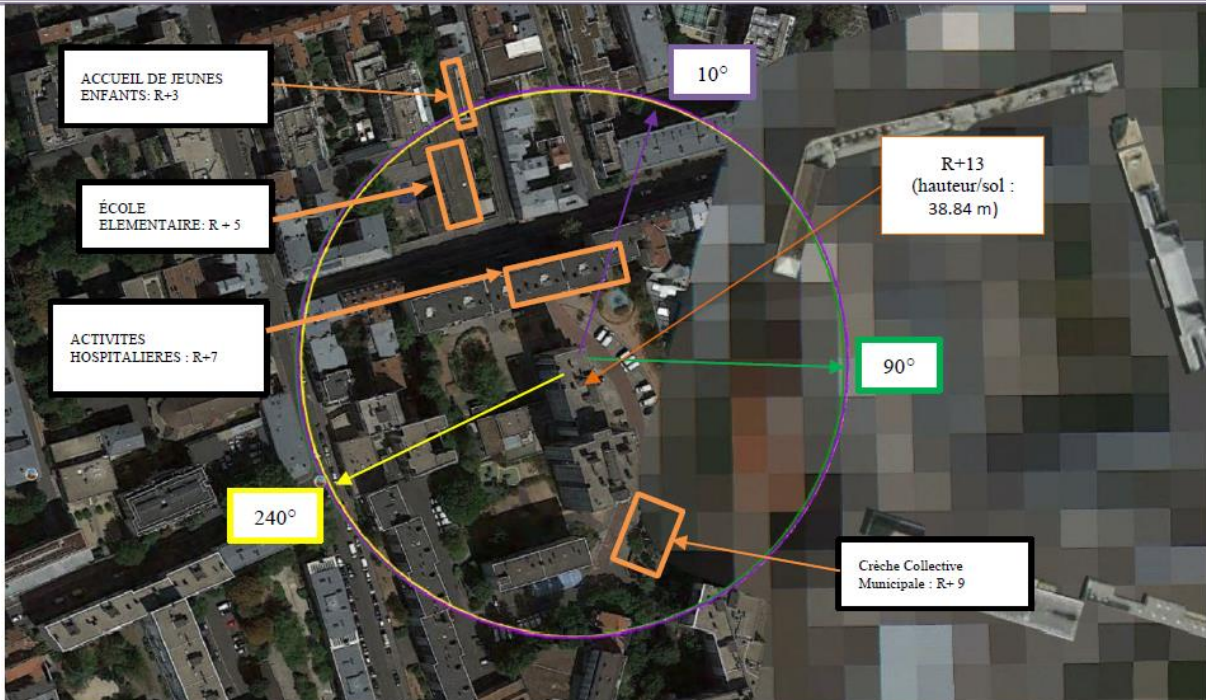 ACCUEIL DE JEUNES
ENFANTS: R+3
10°
R+13
(hauteur/sol :
38.84 m)
ÉCOLE
ELEMENTAIRE: R + 5
ACTIVITES
HOSPITALIERES : R+7
90°
240°
Crèche Collective
Municipale : R+ 9